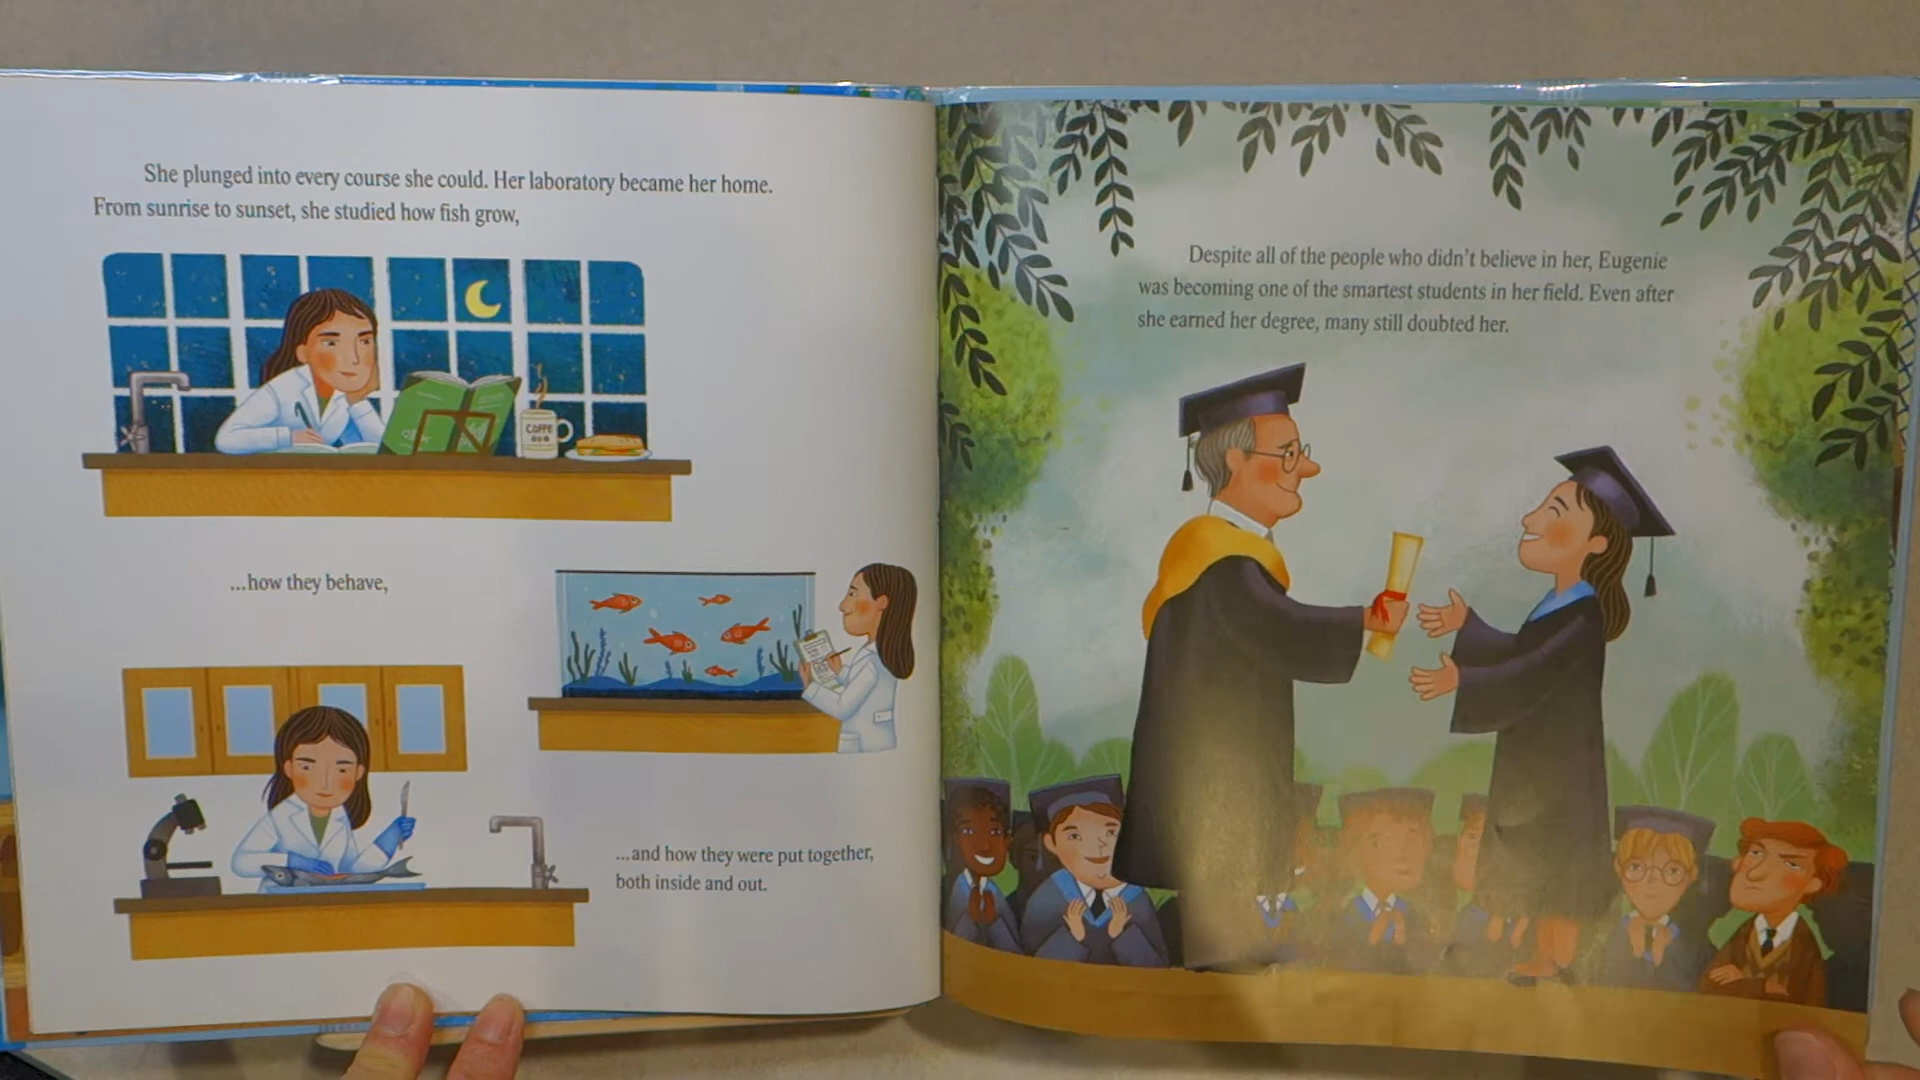 She plunged into every course she could. Her laboratory became her home.
From sunrise to sunset, she studied how fish grow,
COFFE
...how they behave,
...and how they were put together,
both inside and out.
Despite all of the people who didn't believe in her, Eugenie
was becoming one of the smartest students in her field. Even after
she earned her degree, many still doubted her.